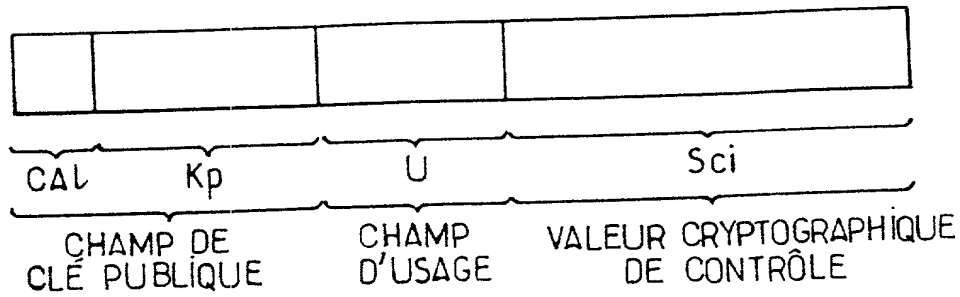 CAl Kp U Sci
CHAMP DE CHAMP VALEUR CRYPTOGRAPHIQUE
CLÉ PUBLIQUE D'USAGE DE CONTRÔLE